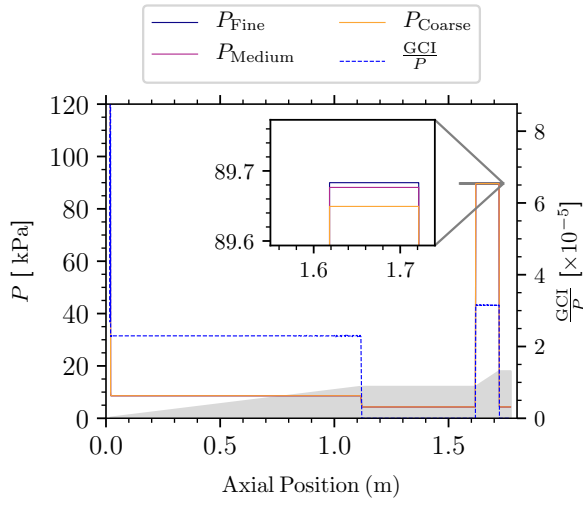 P_Fine P_Coarse
P_Medium GCI/P
120
100
80
60
40
20
0
P [ kPa]
89.7
89.6
1.6 1.7
8
6
4
2
0
GCI/P [×10^-5]
0.0 0.5 1.0 1.5
Axial Position (m)